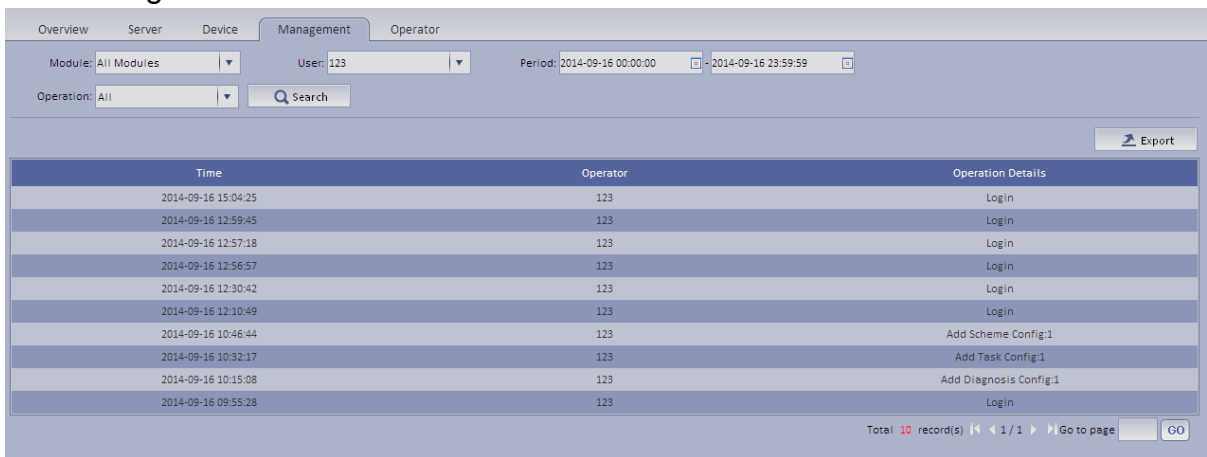 Overview Server Device Management Operator
Module: All Modules User: 123 Period: 2014-09-16 00:00:00 - 2014-09-16 23:59:59
Operation: All Search
Export
Time Operator Operation Details
2014-09-16 15:04:25 123 Login
2014-09-16 12:59:45 123 Login
2014-09-16 12:57:18 123 Login
2014-09-16 12:56:57 123 Login
2014-09-16 12:30:42 123 Login
2014-09-16 12:10:49 123 Login
2014-09-16 10:46:44 123 Add Scheme Config:1
2014-09-16 10:32:17 123 Add Task Config:1
2014-09-16 10:15:08 123 Add Diagnosis Config:1
2014-09-16 09:55:28 123 Login
Total 10 record(s) 1 / 1 Go to page GO